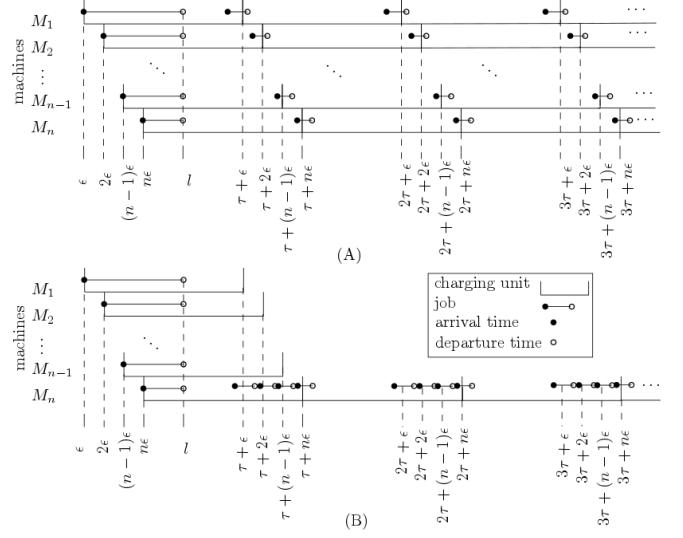 M₁
M₂
⋮
Mₙ₋₁
Mₙ
machines
⋱ ⋱ ⋱
⋯
⋯
⋯
⋯
ϵ 2ϵ (n − 1)ϵ nϵ l τ + ϵ τ + 2ϵ τ + (n − 1)ϵ τ + nϵ 2τ + ϵ 2τ + 2ϵ 2τ + (n − 1)ϵ 2τ + nϵ 3τ + ϵ 3τ + 2ϵ 3τ + (n − 1)ϵ 3τ + nϵ
(A)
charging unit
job
arrival time
departure time
M₁
M₂
⋮
Mₙ₋₁
Mₙ
machines
⋱
⋯
ϵ 2ϵ (n − 1)ϵ nϵ l τ + ϵ τ + 2ϵ τ + (n − 1)ϵ τ + nϵ 2τ + ϵ 2τ + 2ϵ 2τ + (n − 1)ϵ 2τ + nϵ 3τ + ϵ 3τ + 2ϵ 3τ + (n − 1)ϵ 3τ + nϵ
(B)